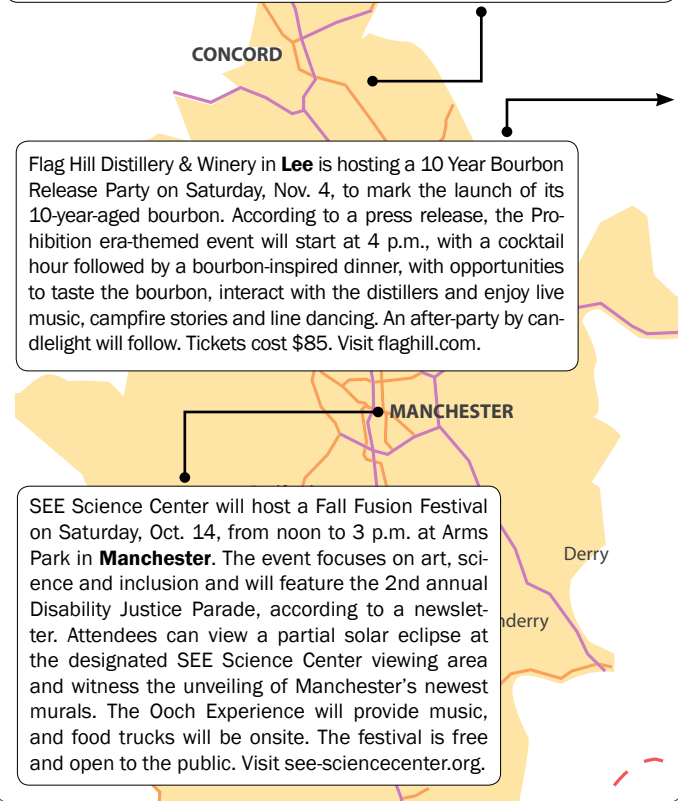 CONCORD
Flag Hill Distillery & Winery in Lee is hosting a 10 Year Bourbon
Release Party on Saturday, Nov. 4, to mark the launch of its
10-year-aged bourbon. According to a press release, the Pro-
hibition era-themed event will start at 4 p.m., with a cocktail
hour followed by a bourbon-inspired dinner, with opportunities
to taste the bourbon, interact with the distillers and enjoy live
music, campfire stories and line dancing. An after-party by can-
dlelight will follow. Tickets cost $85. Visit flaghill.com.
MANCHESTER
SEE Science Center will host a Fall Fusion Festival
on Saturday, Oct. 14, from noon to 3 p.m. at Arms
Park in Manchester. The event focuses on art, sci-
ence and inclusion and will feature the 2nd annual
Disability Justice Parade, according to a newslet-
ter. Attendees can view a partial solar eclipse at
the designated SEE Science Center viewing area
and witness the unveiling of Manchester's newest
murals. The Ooch Experience will provide music,
and food trucks will be onsite. The festival is free
and open to the public. Visit see-sciencecenter.org.
Derry
nderry